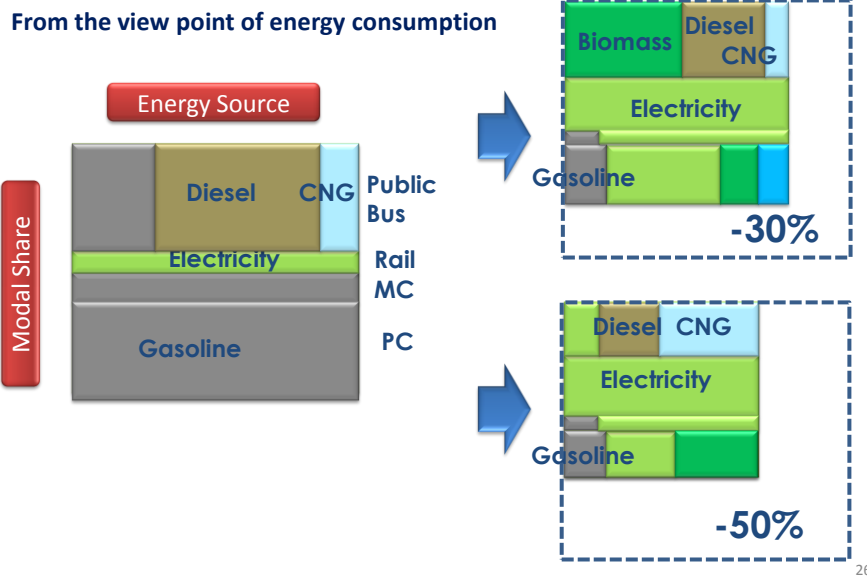 From the view point of energy consumption
Energy Source
Modal Share
Diesel
CNG
Public
Bus
Electricity
Rail
MC
Gasoline
PC
Biomass
Diesel
CNG
Electricity
Gasoline
-30%
Diesel
CNG
Electricity
Gasoline
-50%
26